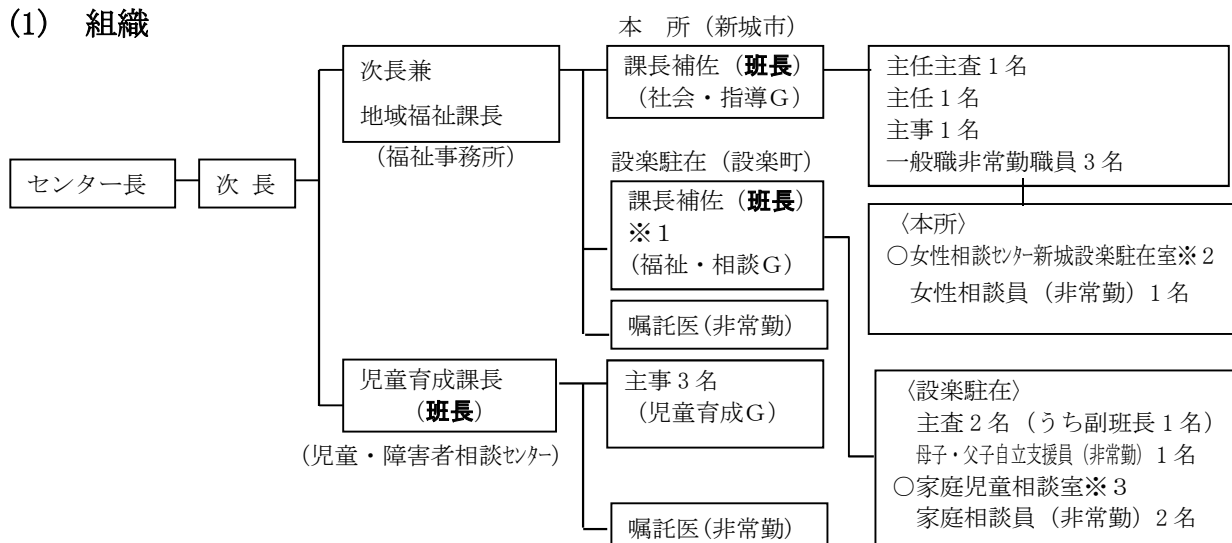 (1) 組織
センター長
次 長
次長兼
地域福祉課長
(福祉事務所)
児童育成課長
(班長)
(児童・障害者相談ｾﾝﾀｰ)
本 所 (新城市)
課長補佐 (班長)
(社会・指導G)
設楽駐在 (設楽町)
課長補佐 (班長)
※1
(福祉・相談G)
嘱託医(非常勤)
主事3名
(児童育成G)
嘱託医(非常勤)
主任主査1名
主任1名
主事1名
一般職非常勤職員3名
〈本所〉
○女性相談ｾﾝﾀｰ新城設楽駐在室※2
女性相談員 (非常勤) 1名
〈設楽駐在〉
主査2名 (うち副班長1名)
母子・父子自立支援員 (非常勤) 1名
○家庭児童相談室※3
家庭相談員 (非常勤) 2名